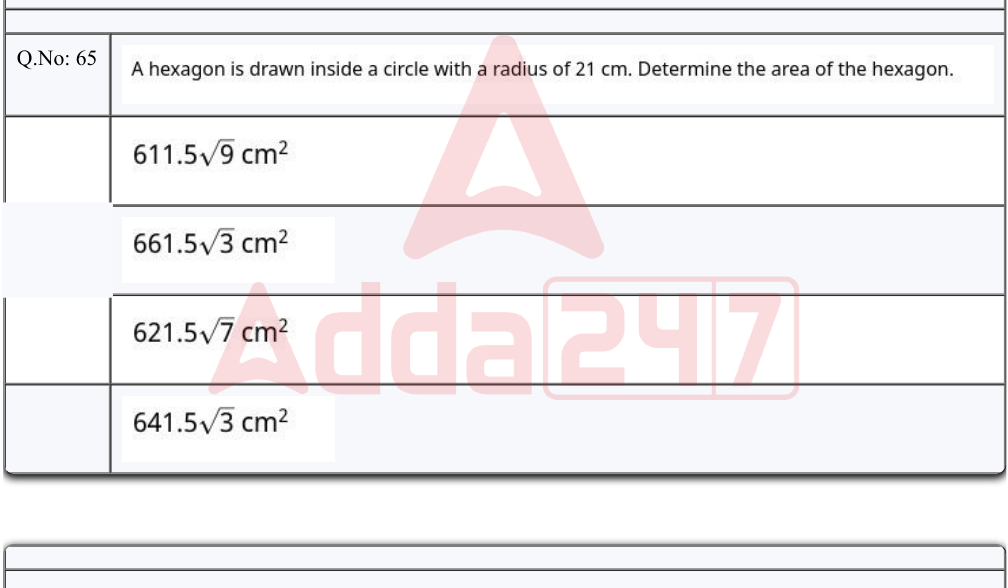 Q.No: 65
A hexagon is drawn inside a circle with a radius of 21 cm. Determine the area of the hexagon.
611.5√9 cm²
661.5√3 cm²
621.5√7 cm²
641.5√3 cm²
Adda247